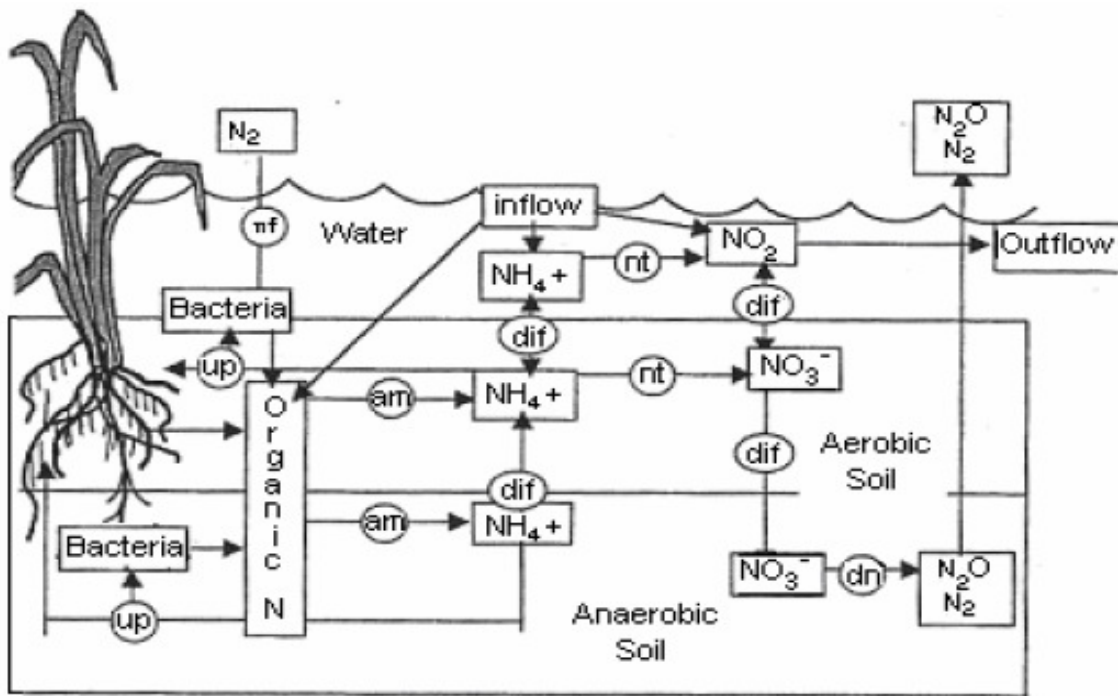 N₂O
N₂
N₂
inflow
nf
Water
NO₂
Outflow
NH₄+
nt
Bacteria
dif
dif
up
NH₄+
nt
NO₃⁻
am
Organic N
dif
Aerobic
Soil
dif
am
NH₄+
Bacteria
NO₃⁻
dn
N₂O
N₂
up
Anaerobic
Soil